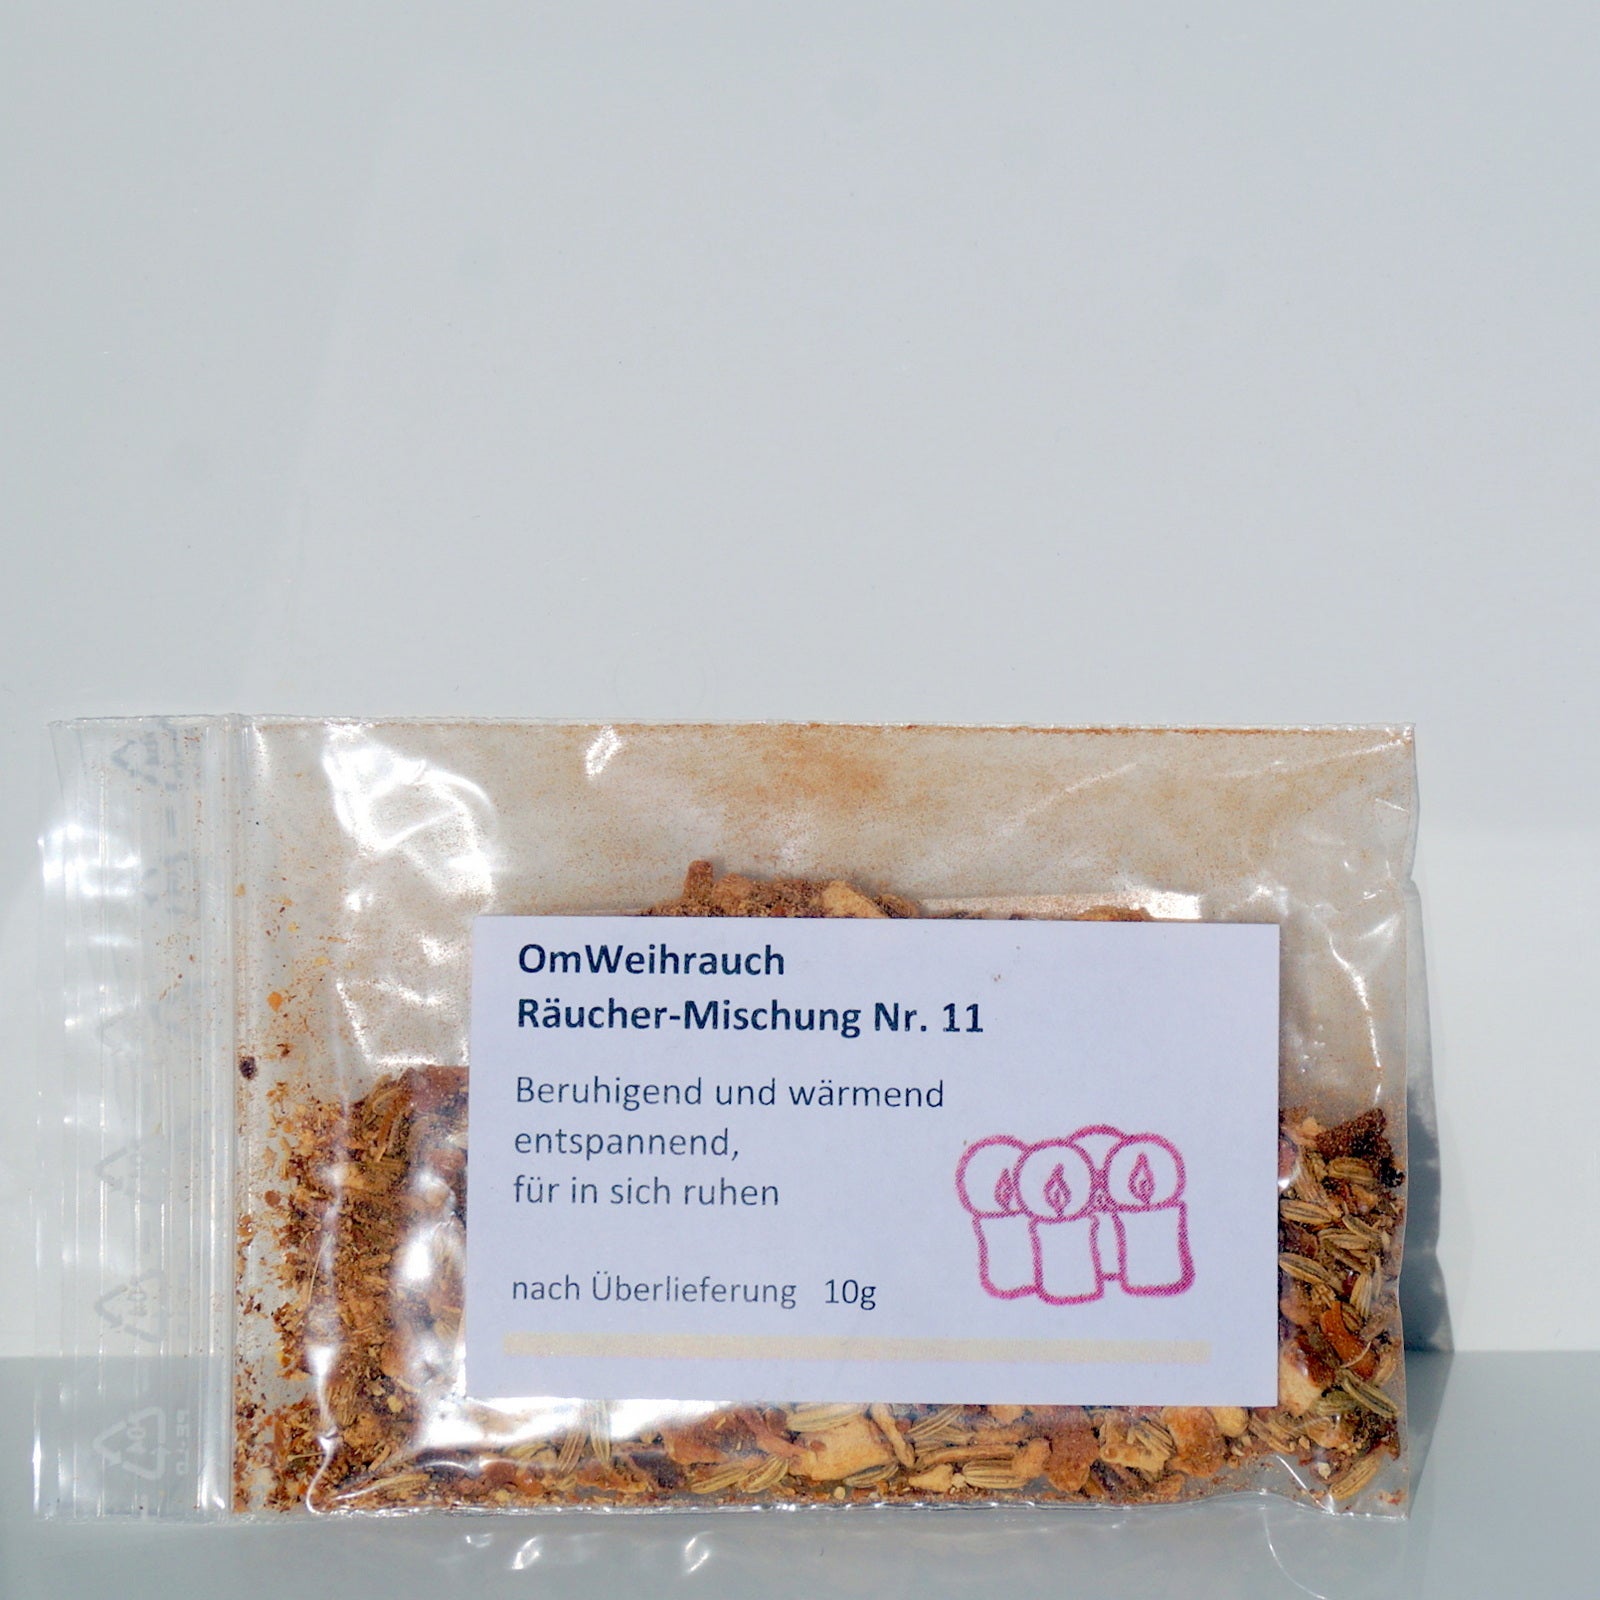 OmWeihrauch
Räucher-Mischung Nr. 11
Beruhigend und wärmend
entspannend,
für in sich ruhen
nach Überlieferung 10g